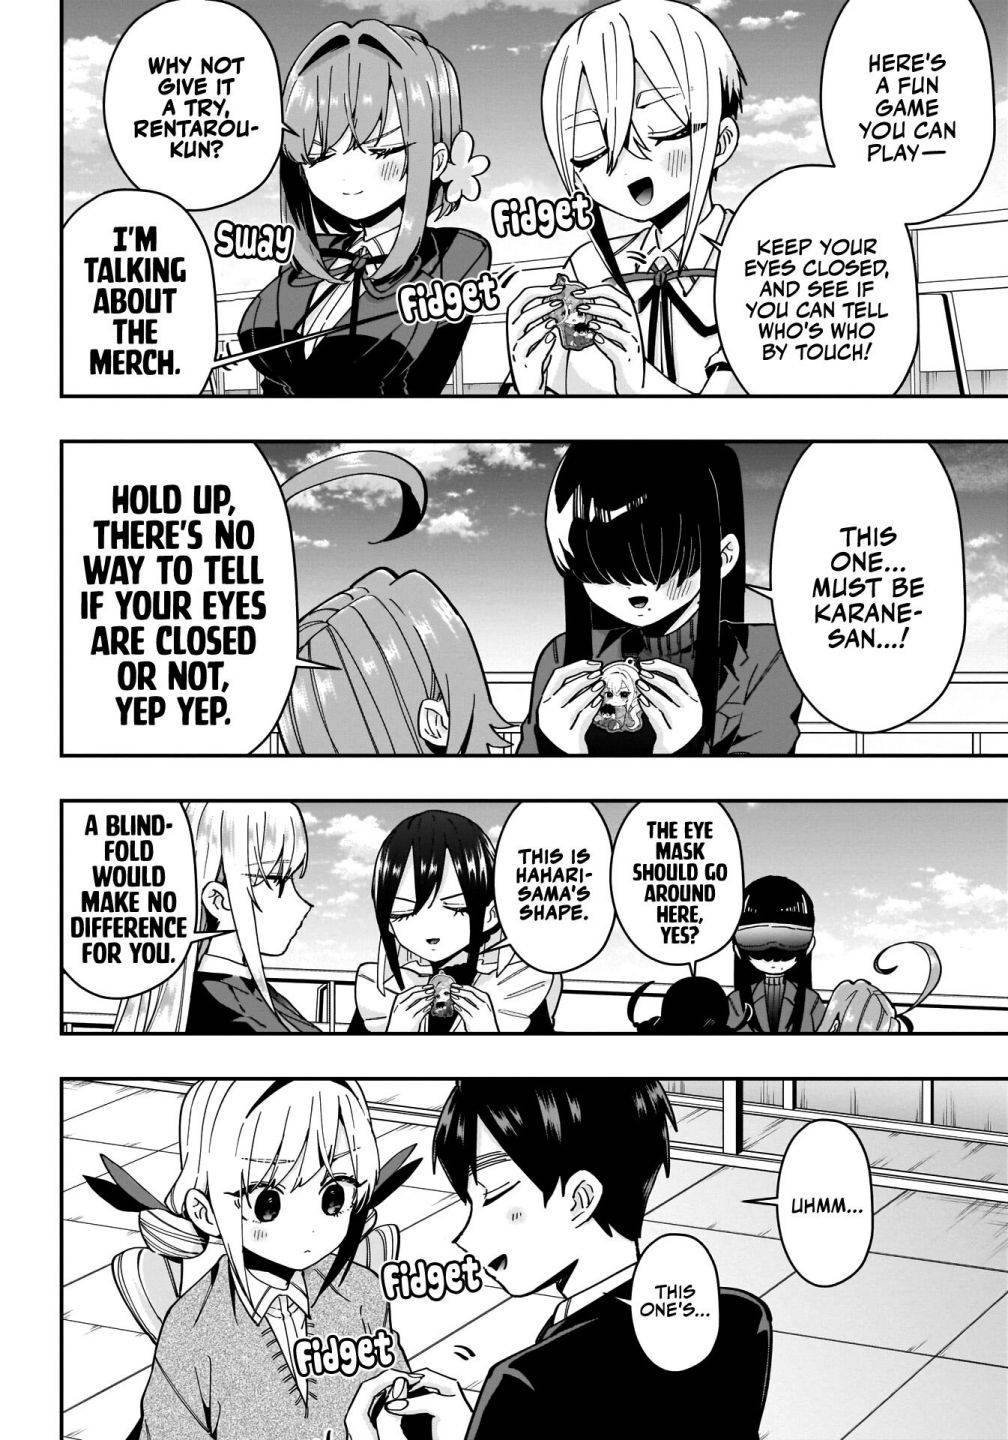 HERE'S
A FUN
GAME
YOU CAN
PLAY—
KEEP YOUR
EYES CLOSED,
AND SEE IF
YOU CAN TELL
WHO'S WHO
BY TOUCH!
Fidget
Fidget
WHY NOT
GIVE IT
A TRY,
RENTAROU-
KUN?
Sway
I'M
TALKING
ABOUT
THE
MERCH.
THIS
ONE...
MUST BE
KARANE-
SAN...!
HOLD UP,
THERE'S NO
WAY TO TELL
IF YOUR EYES
ARE CLOSED
OR NOT,
YEP YEP.
THE EYE
MASK
SHOULD GO
AROUND
HERE,
YES?
THIS IS
HAHARI-
SAMA'S
SHAPE.
A BLIND-
FOLD
WOULD
MAKE NO
DIFFERENCE
FOR YOU.
UHMM...
THIS
ONE'S...
Fidget
Fidget